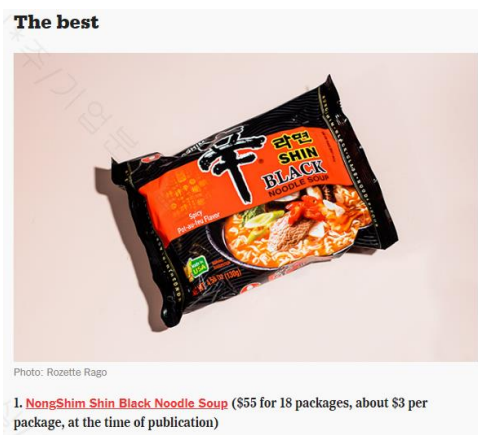 The best
辛
라면
SHIN
BLACK
NOODLE SOUP
Spicy
Pot-au-feu Flavor
USA
Photo: Rozette Rago
1. NongShim Shin Black Noodle Soup ($55 for 18 packages, about $3 per
package, at the time of publication)